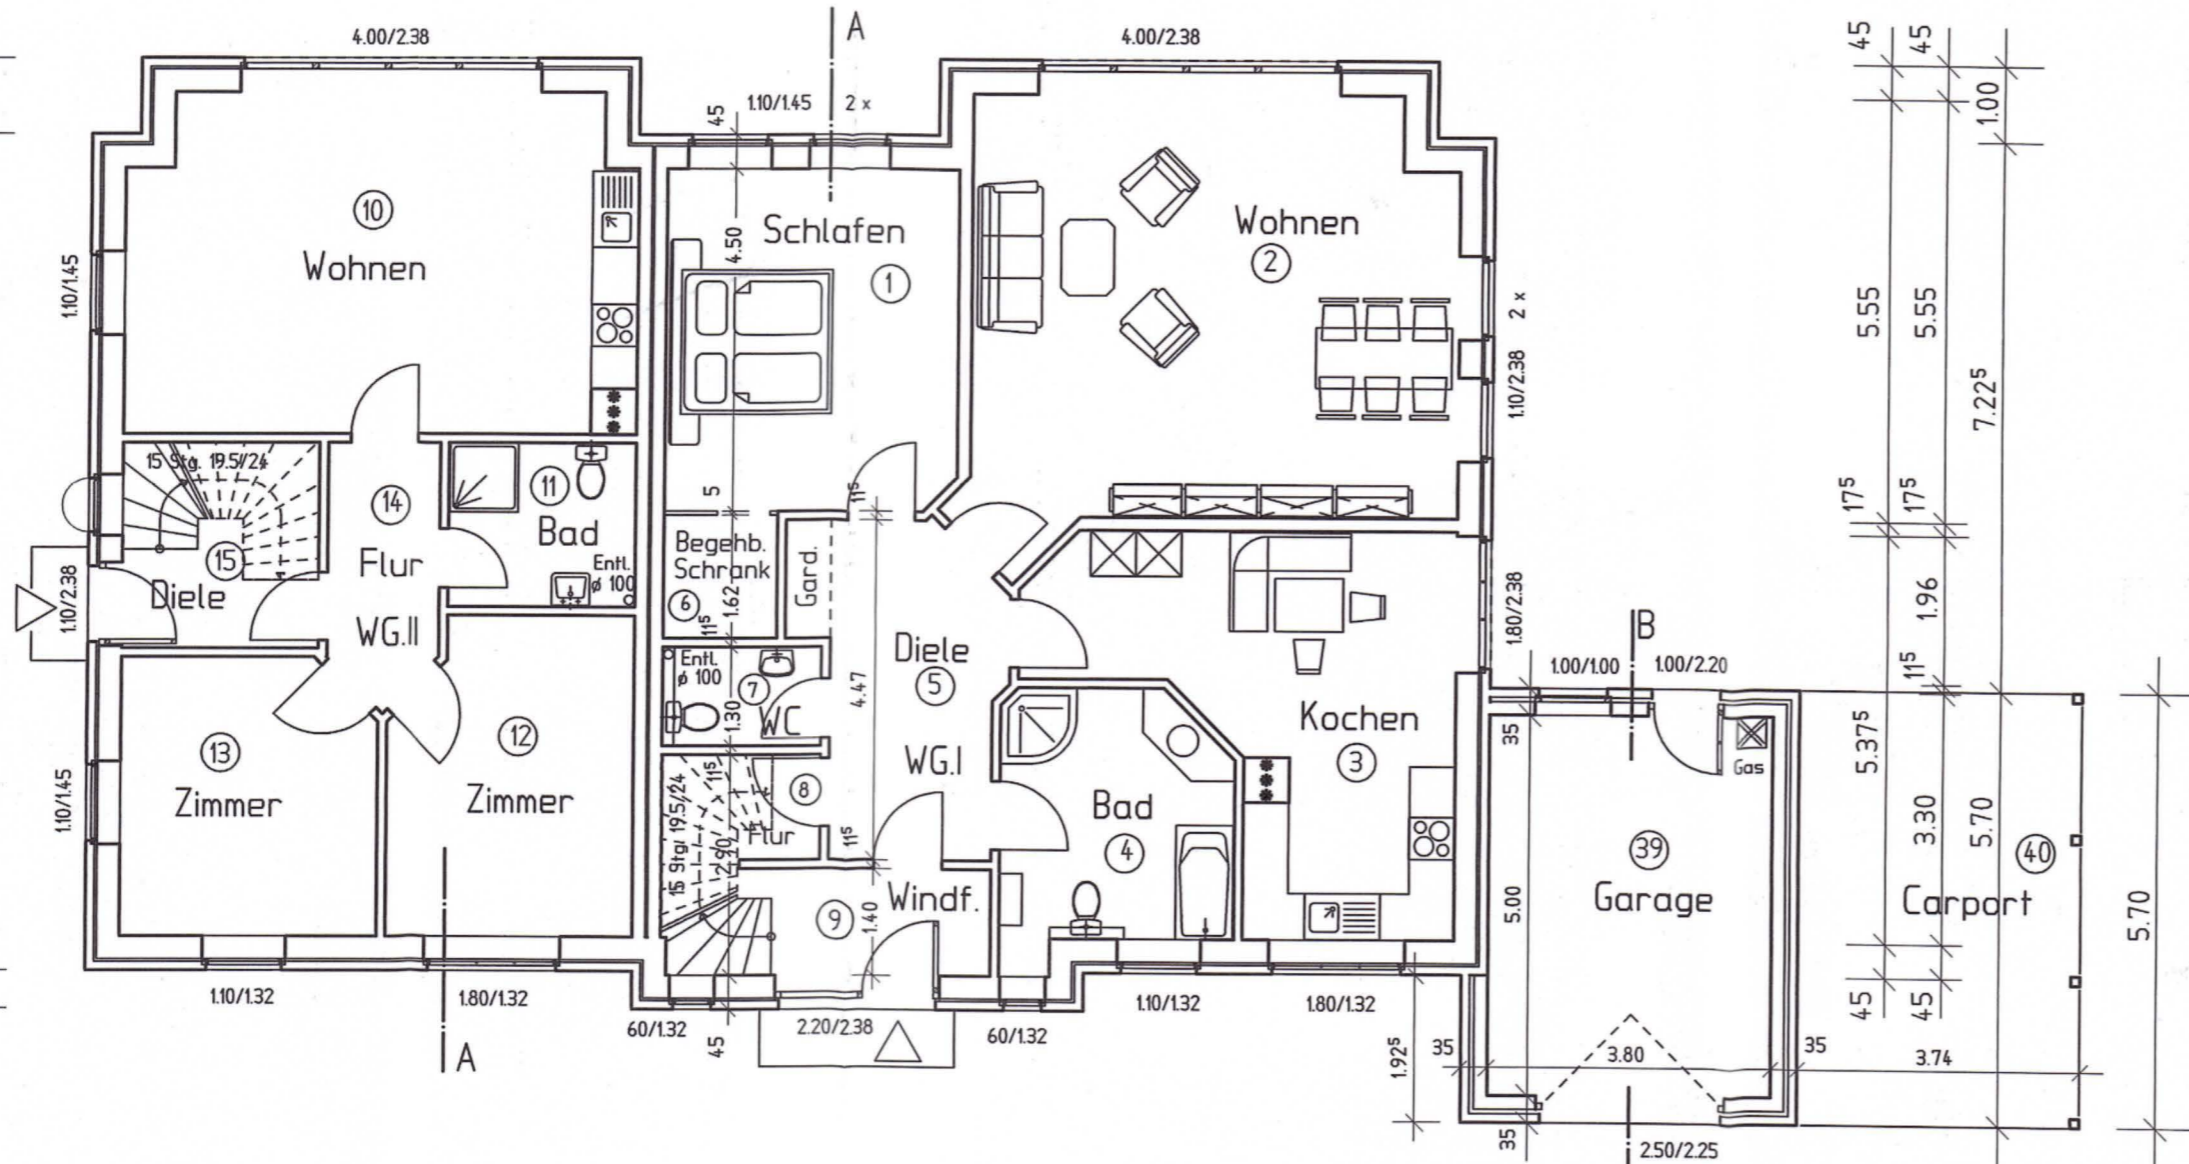 4.00/2.38
A
4.00/2.38
45
1.10/1.45
2 x
45
45
1.00
10
Wohnen
1.10/1.45
Schlafen
1
4.50
Wohnen
2
2 x
1.10/2.38
5.55
5.55
7.22⁵
15 Stg. 19.5/24
14
Flur
WG.II
11
Bad
Entl.
ø 100
15
Diele
1.10/2.38
5
11⁵
17⁵
17⁵
Begehb.
Schrank
6
1.62
11⁵
Gard.
Diele
5
4.47
WG.I
1.80/2.38
1.96
11⁵
Entl.
ø 100
7
WC
1.30
B
1.00/1.00
1.00/2.20
13
Zimmer
12
Zimmer
1.10/1.45
15 Stg. 19.5/24
11⁵
8
Flur
2.90
11⁵
Bad
4
Kochen
3
35
Gas
5.37⁵
3.30
5.70
39
Garage
5.00
40
Carport
5.70
9
Windf.
1.40
1.10/1.32
1.80/1.32
A
60/1.32
45
2.20/2.38
60/1.32
1.10/1.32
1.80/1.32
45
45
1.92⁵
35
3.80
35
3.74
35
2.50/2.25